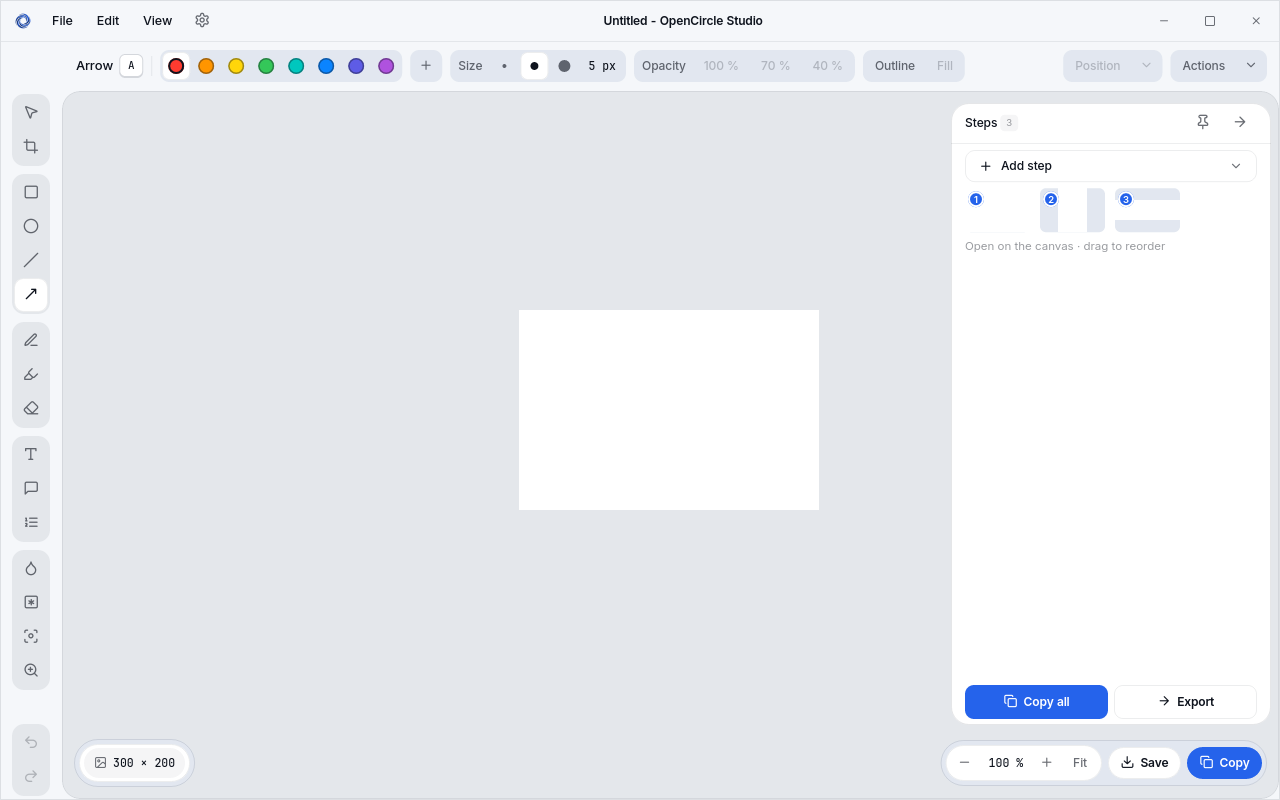 File Edit View Untitled - OpenCircle Studio
Arrow A Size 5 px Opacity 100 % 70 % 40 % Outline Fill Position Actions
Steps 3
Add step
1 2 3
Open on the canvas · drag to reorder
Copy all Export
300 × 200 100 % Fit Save Copy